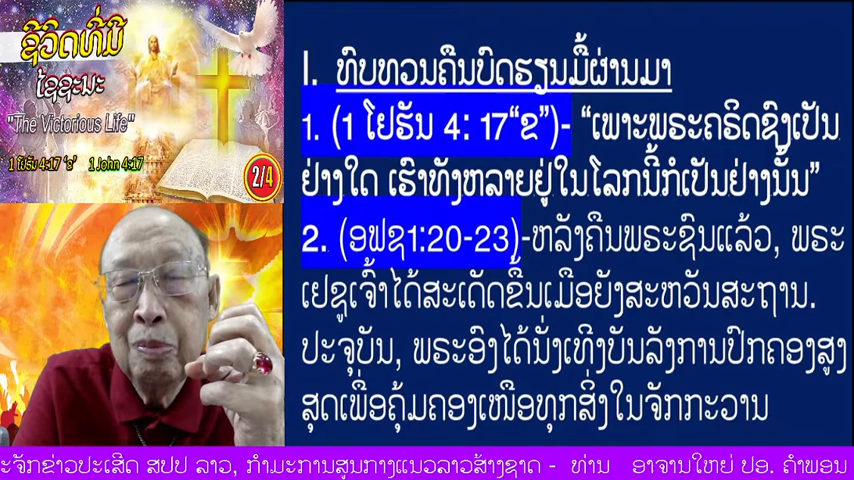 ຊີວິດທີ່ມີ
ໄຊຊະນະ
"The Victorious Life"
1 ໂຢຮັນ 4:17 'ຂ' 1 John 4:17
2/4
I. ທົບທວນຄືນບົດຮຽນມື້ຜ່ານມາ
1. (1 ໂຢຮັນ 4: 17“ຂ”)- “ເພາະພຣະຄຣິດຊົງເປັນ
ຢ່າງໃດ ເຮົາທັງຫລາຍຢູ່ໃນໂລກນີ້ກໍເປັນຢ່າງນັ້ນ”
2. (ອຟຊ1:20-23)-ຫລັງຄືນພຣະຊົນແລ້ວ, ພຣະ
ເຢຊູເຈົ້າໄດ້ສະເດັດຂຶ້ນເມືອຍັງສະຫວັນສະຖານ.
ປະຈຸບັນ, ພຣະອົງໄດ້ນັ່ງເທີງບັນລັງການປົກຄອງສູງ
ສຸດເພື່ອຄຸ້ມຄອງເໜືອທຸກສິ່ງໃນຈັກກະວານ
ະຈັກຂ່າວປະເສີດ ສປປ ລາວ, ກຳມະການສູນກາງແນວລາວສ້າງຊາດ - ທ່ານ ອາຈານໃຫຍ່ ປອ. ຄຳພອນ